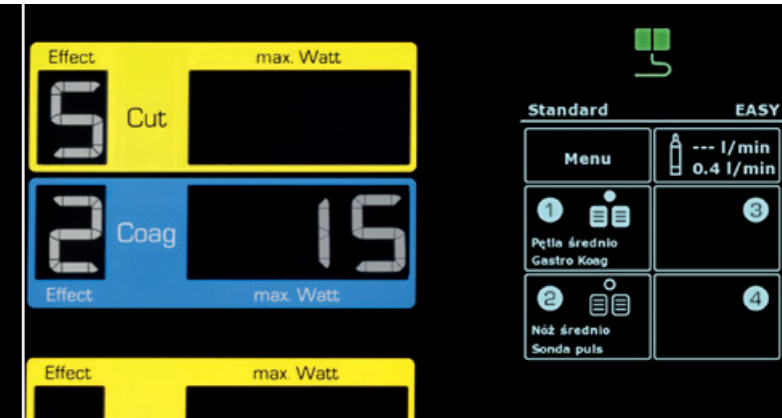 Effect max. Watt
5 Cut
2 Coag 15
Effect max. Watt
Effect max. Watt
Standard EASY
Menu
--- l/min
0.4 l/min
1
Pętla średnio
Gastro Koag
3
2
Nóż średnio
Sonda puls
4